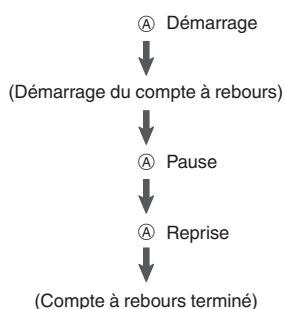 Ⓐ Démarrage
(Démarrage du compte à rebours)
Ⓐ Pause
Ⓐ Reprise
(Compte à rebours terminé)